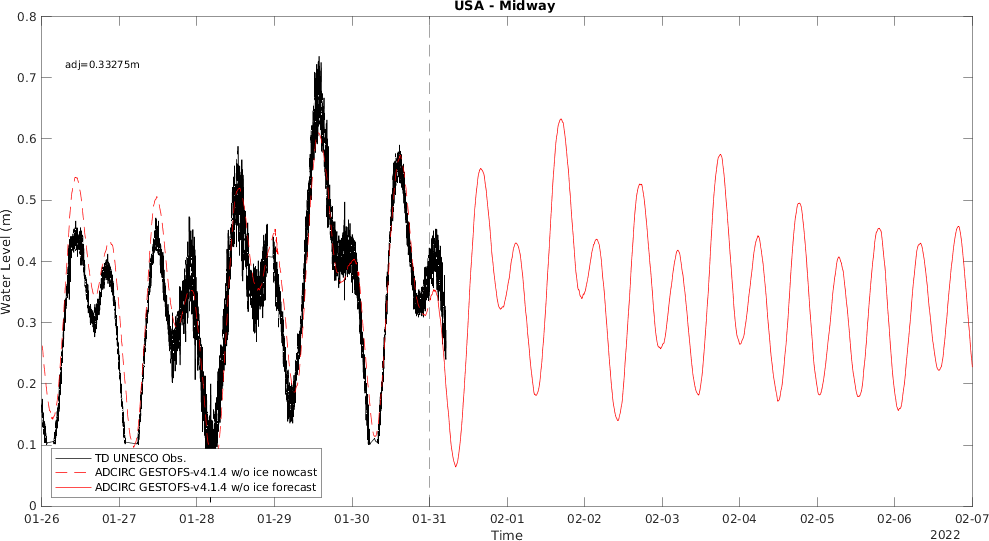 USA - Midway
0.8
adj=0.33275m
0.7
0.6
0.5
0.4
Water Level (m)
0.3
0.2
0.1
TD UNESCO Obs.
ADCIRC GESTOFS-v4.1.4 w/o ice nowcast
ADCIRC GESTOFS-v4.1.4 w/o ice forecast
0
01-26 01-27 01-28 01-29 01-30 01-31 02-01 02-02 02-03 02-04 02-05 02-06 02-07
Time
2022